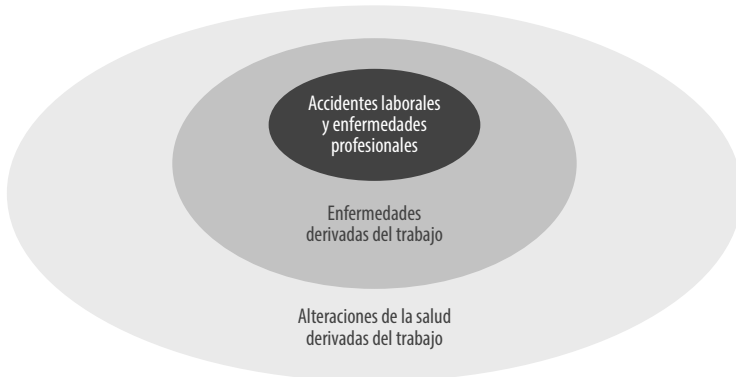 Accidentes laborales
y enfermedades
profesionales
Enfermedades
derivadas del trabajo
Alteraciones de la salud
derivadas del trabajo